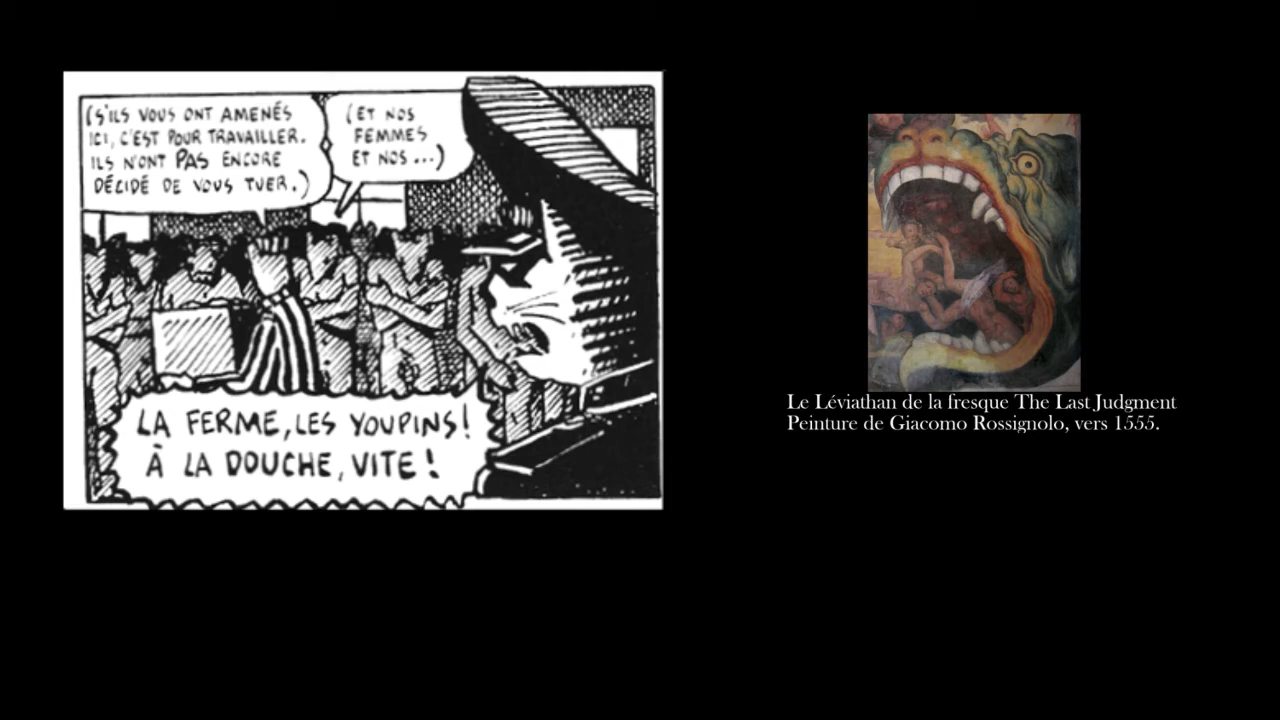 (S'ILS VOUS ONT AMENÉS
ICI, C'EST POUR TRAVAILLER.
ILS N'ONT PAS ENCORE
DÉCIDÉ DE VOUS TUER.)
(ET NOS
FEMMES
ET NOS...)
LA FERME, LES YOUPINS!
À LA DOUCHE, VITE!
Le Léviathan de la fresque The Last Judgment
Peinture de Giacomo Rossignolo, vers 1555.